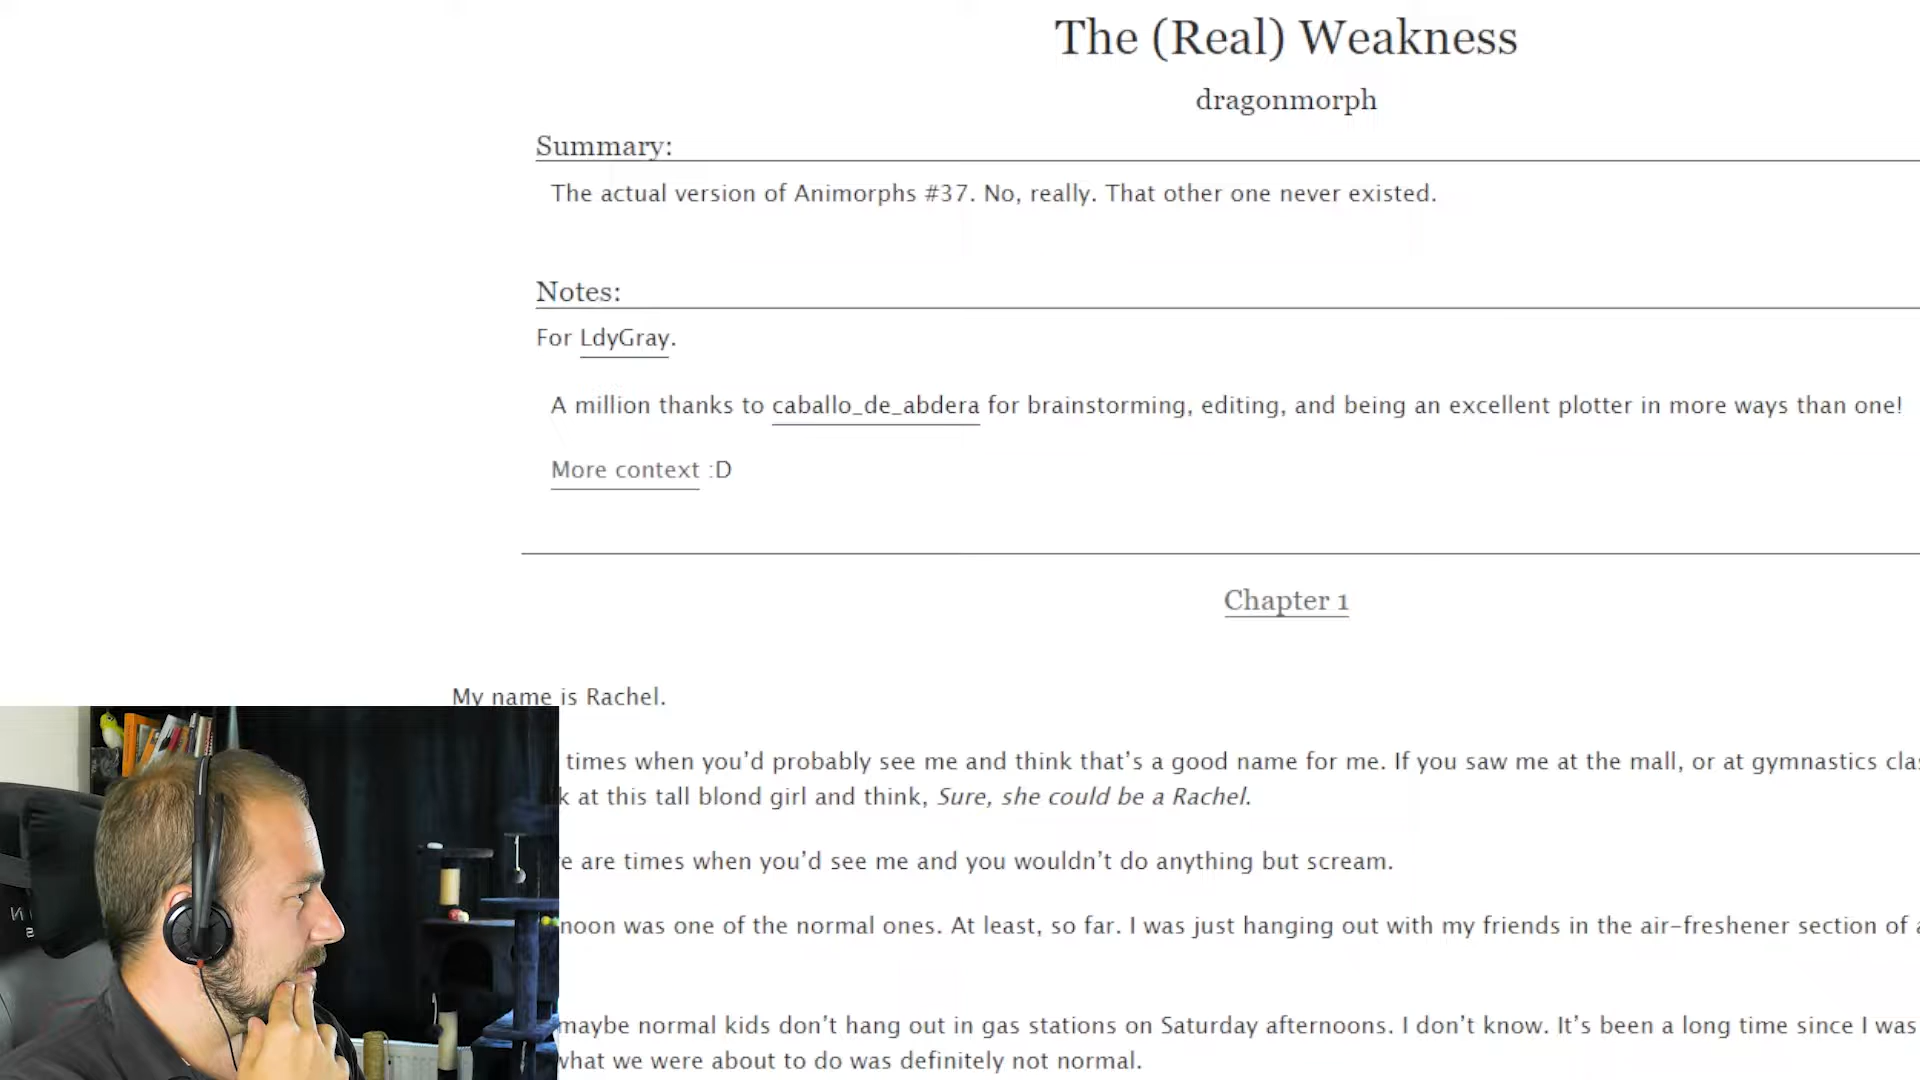 The (Real) Weakness
dragonmorph
Summary:
The actual version of Animorphs #37. No, really. That other one never existed.
Notes:
For LdyGray.
A million thanks to caballo_de_abdera for brainstorming, editing, and being an excellent plotter in more ways than one!
More context :D
Chapter 1
My name is Rachel.
times when you'd probably see me and think that's a good name for me. If you saw me at the mall, or at gymnastics
at this tall blond girl and think, Sure, she could be a Rachel.
are times when you'd see me and you wouldn't do anything but scream.
noon was one of the normal ones. At least, so far. I was just hanging out with my friends in the air-freshener section of
maybe normal kids don't hang out in gas stations on Saturday afternoons. I don't know. It's been a long time since I was
what we were about to do was definitely not normal.